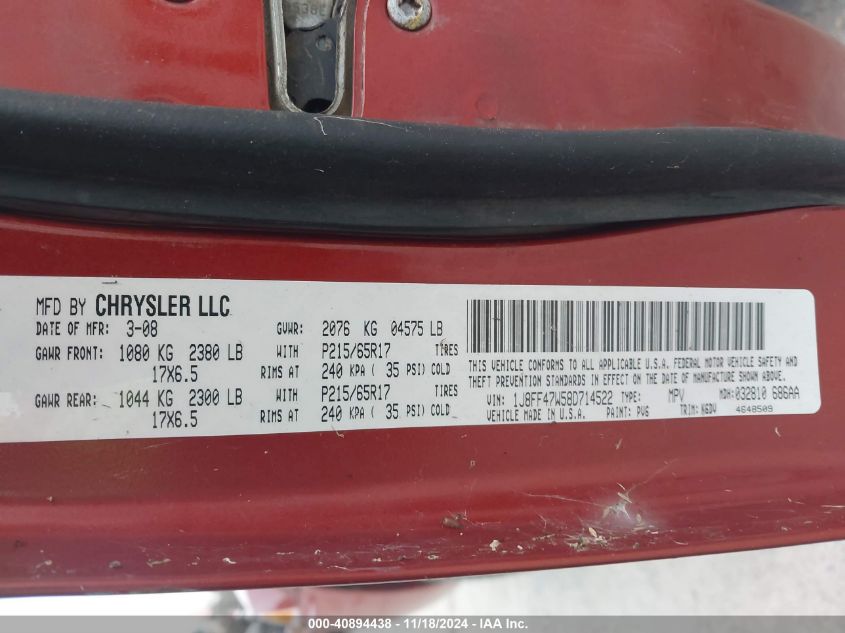 MFD BY CHRYSLER LLC
DATE OF MFR: 3-08 GVWR: 2076 KG 04575 LB
GAWR FRONT: 1080 KG 2380 LB WITH P215/65R17 TIRES
17X6.5 RIMS AT 240 KPA ( 35 PSI) COLD
GAWR REAR: 1044 KG 2300 LB WITH P215/65R17 TIRES
17X6.5 RIMS AT 240 KPA ( 35 PSI) COLD
THIS VEHICLE CONFORMS TO ALL APPLICABLE U.S.A. FEDERAL MOTOR VEHICLE SAFETY AND
THEFT PREVENTION STANDARDS IN EFFECT ON THE DATE OF MANUFACTURE SHOWN ABOVE.
VIN: 1J8FF47W58D714522 TYPE: MPV MDH: 032810 686AA
VEHICLE MADE IN U.S.A. PAINT: PW6 TRIM: K6DV 4648509
000-40894438 - 11/18/2024 - IAA Inc.